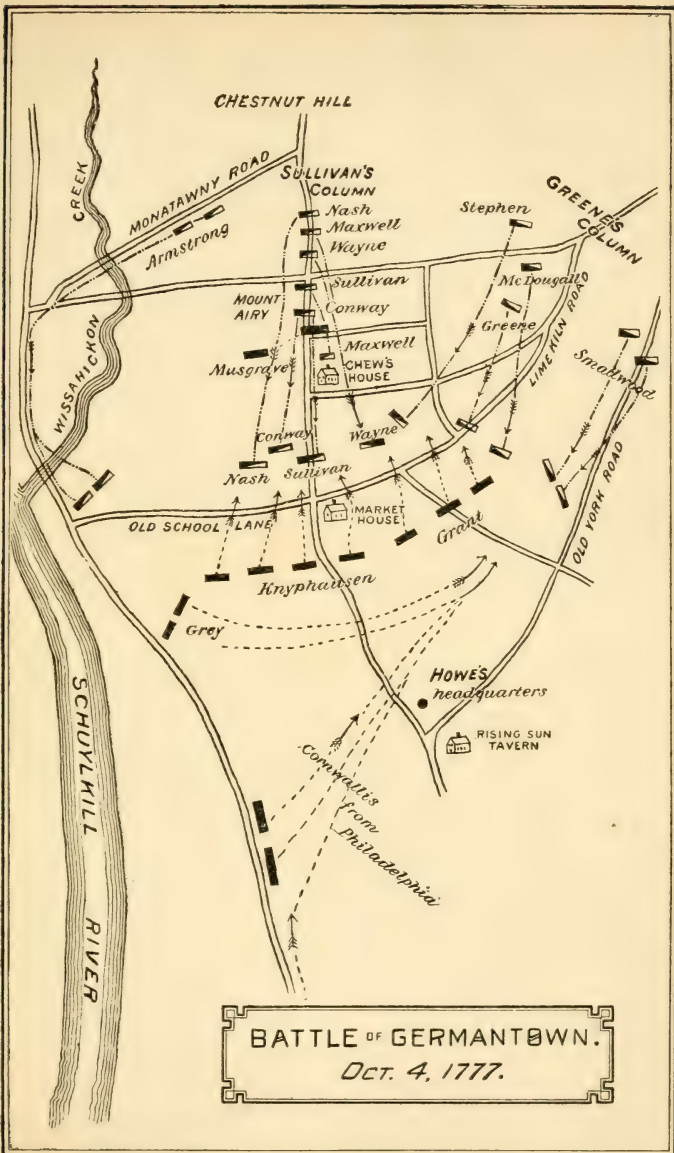 CHESTNUT HILL
CREEK
MONATAWNY ROAD
SULLIVAN'S
COLUMN
Nash
Maxwell
Wayne
Stephen
GREENE'S
COLUMN
Armstrong
Sullivan
McDougall
MOUNT
AIRY
Conway
Greene
LIME KILN ROAD
WISSAHICKON
Musgrave
Maxwell
CHEW'S
HOUSE
Smallwood
Conway
Wayne
Nash
Sullivan
OLD SCHOOL LANE
MARKET
HOUSE
Grant
OLD YORK ROAD
Knyphausen
Grey
HOWE'S
headquarters
SCHUYLKILL
RIVER
RISING SUN
TAVERN
Cornwallis
from
Philadelphia
BATTLE OF GERMANTOWN.
OCT. 4, 1777.